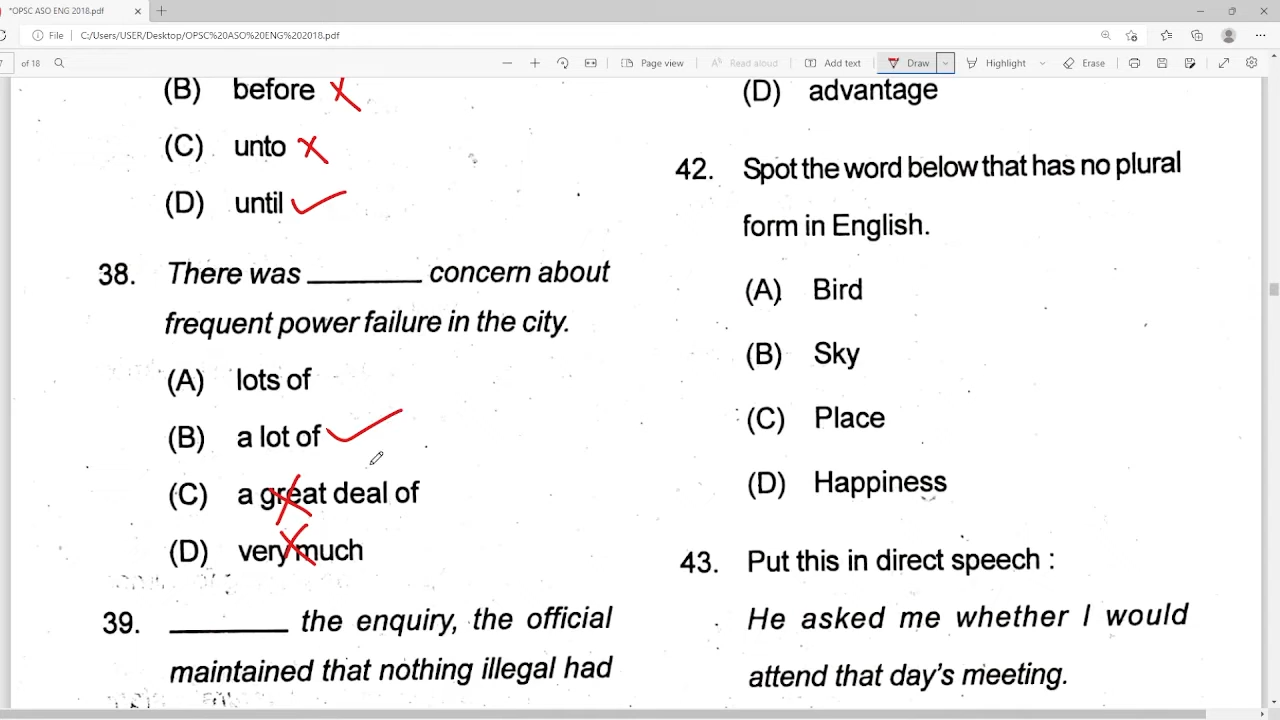 *OPSC ASO ENG 2018.pdf
File C:/Users/USER/Desktop/OPSC%20ASO%20ENG%202018.pdf
7 of 18 Page view Read aloud Add text Draw Highlight Erase
(B) before
(C) unto
(D) until
38. There was ________ concern about
frequent power failure in the city.
(A) lots of
(B) a lot of
(C) a great deal of
(D) very much
39. ________ the enquiry, the official
maintained that nothing illegal had
(D) advantage
42. Spot the word below that has no plural
form in English.
(A) Bird
(B) Sky
(C) Place
(D) Happiness
43. Put this in direct speech :
He asked me whether I would
attend that day's meeting.